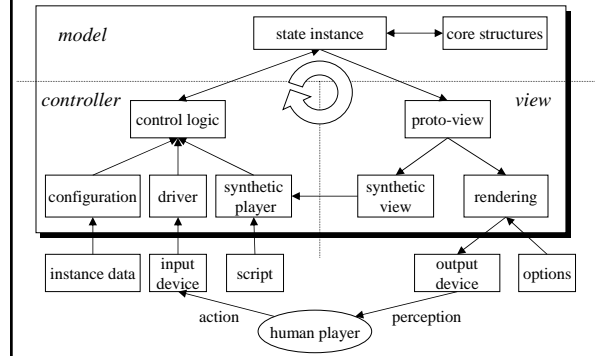 model
state instance
core structures
controller
view
control logic
proto-view
configuration
driver
synthetic
player
synthetic
view
rendering
instance data
input
device
script
output
device
options
action
human player
perception